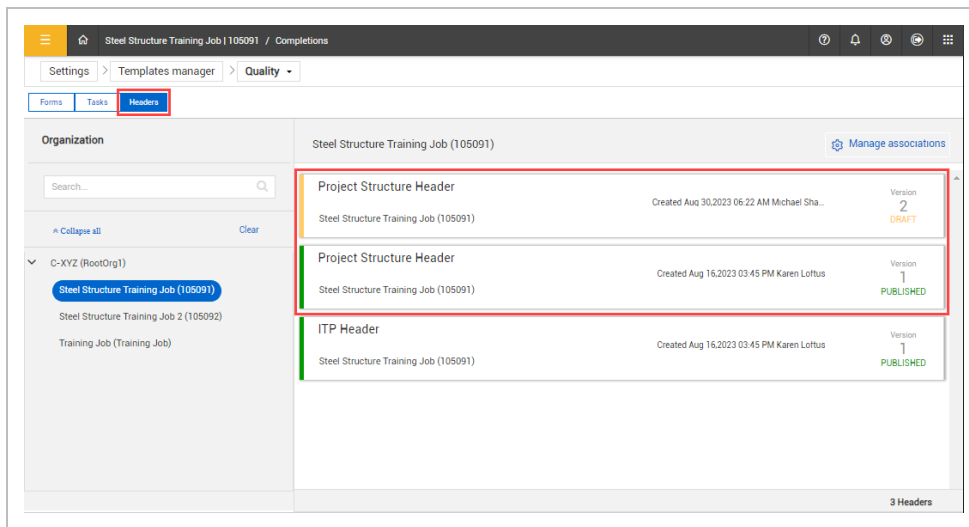 Steel Structure Training Job | 105091 / Completions
Settings > Templates manager > Quality
Forms Tasks Headers
Organization
Steel Structure Training Job (105091)
Manage associations
Search...
Collapse all
Clear
C-XYZ (RootOrg1)
Steel Structure Training Job (105091)
Steel Structure Training Job 2 (105092)
Training Job (Training Job)
Project Structure Header
Steel Structure Training Job (105091)
Created Aug 30,2023 06:22 AM Michael Sha...
Version
2
DRAFT
Project Structure Header
Steel Structure Training Job (105091)
Created Aug 16,2023 03:45 PM Karen Loftus
Version
1
PUBLISHED
ITP Header
Steel Structure Training Job (105091)
Created Aug 16,2023 03:45 PM Karen Loftus
Version
1
PUBLISHED
3 Headers